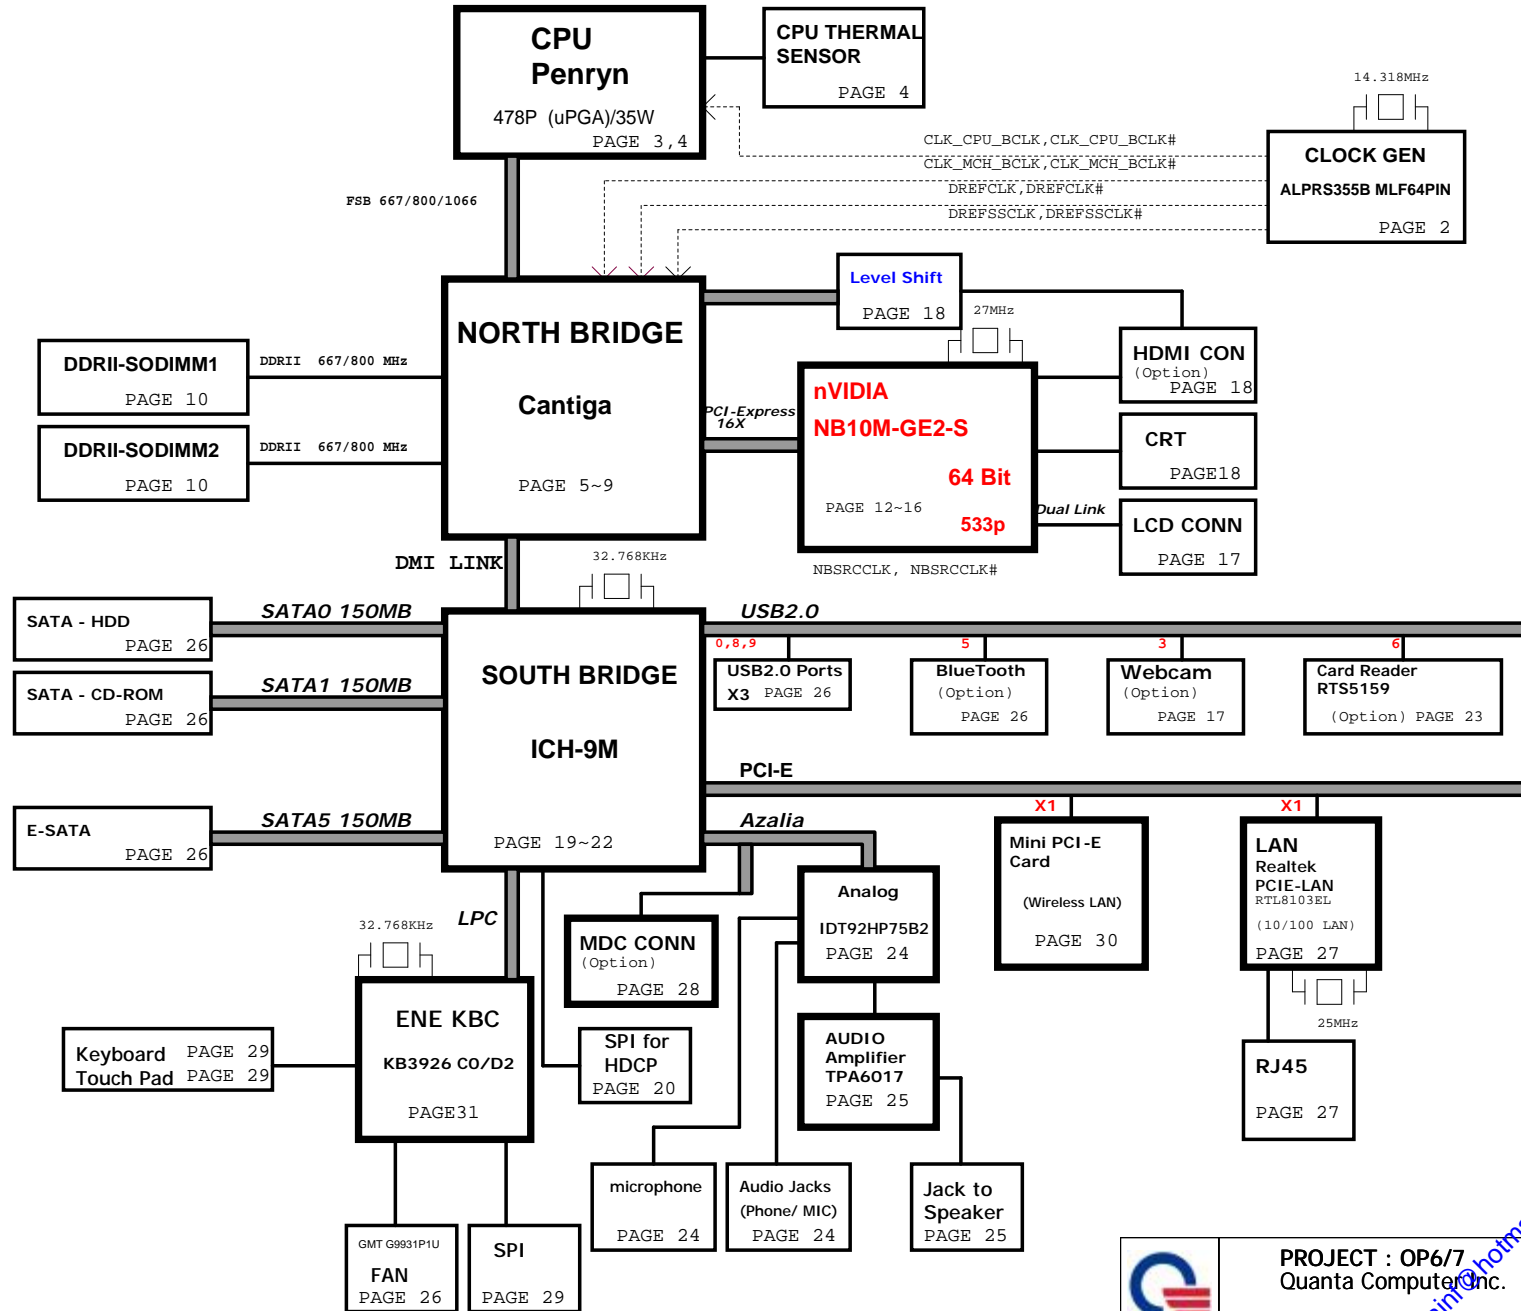 CPU
Penryn
478P (uPGA)/35W
PAGE 3,4
CPU THERMAL
SENSOR
PAGE 4
14.318MHz
CLOCK GEN
ALPRS355B MLF64PIN
PAGE 2
CLK_CPU_BCLK,CLK_CPU_BCLK#
CLK_MCH_BCLK,CLK_MCH_BCLK#
DREFCLK,DREFCLK#
DREFSSCLK,DREFSSCLK#
FSB 667/800/1066
NORTH BRIDGE
Cantiga
PAGE 5~9
DDRII-SODIMM1
PAGE 10
DDRII 667/800 MHz
DDRII-SODIMM2
PAGE 10
DDRII 667/800 MHz
Level Shift
PAGE 18
27MHz
HDMI CON
(Option)
PAGE 18
PCI-Express
16X
nVIDIA
NB10M-GE2-S
64 Bit
PAGE 12~16
533p
NBSRCCLK, NBSRCCLK#
CRT
PAGE18
Dual Link
LCD CONN
PAGE 17
DMI LINK
32.768KHz
SATA - HDD
PAGE 26
SATA0 150MB
SATA - CD-ROM
PAGE 26
SATA1 150MB
E-SATA
PAGE 26
SATA5 150MB
SOUTH BRIDGE
ICH-9M
PAGE 19~22
USB2.0
0,8,9
USB2.0 Ports
X3 PAGE 26
5
BlueTooth
(Option)
PAGE 26
3
Webcam
(Option)
PAGE 17
6
Card Reader
RTS5159
(Option) PAGE 23
PCI-E
X1
Mini PCI-E
Card
(Wireless LAN)
PAGE 30
X1
LAN
Realtek
PCIE-LAN
RTL8103EL
(10/100 LAN)
PAGE 27
25MHz
RJ45
PAGE 27
Azalia
MDC CONN
(Option)
PAGE 28
Analog
IDT92HP75B2
PAGE 24
AUDIO
Amplifier
TPA6017
PAGE 25
LPC
32.768KHz
ENE KBC
KB3926 C0/D2
PAGE31
Keyboard PAGE 29
Touch Pad PAGE 29
SPI for
HDCP
PAGE 20
microphone
PAGE 24
Audio Jacks
(Phone/ MIC)
PAGE 24
Jack to
Speaker
PAGE 25
GMT G9931P1U
FAN
PAGE 26
SPI
PAGE 29
PROJECT : OP6/7
Quanta Computer Inc.